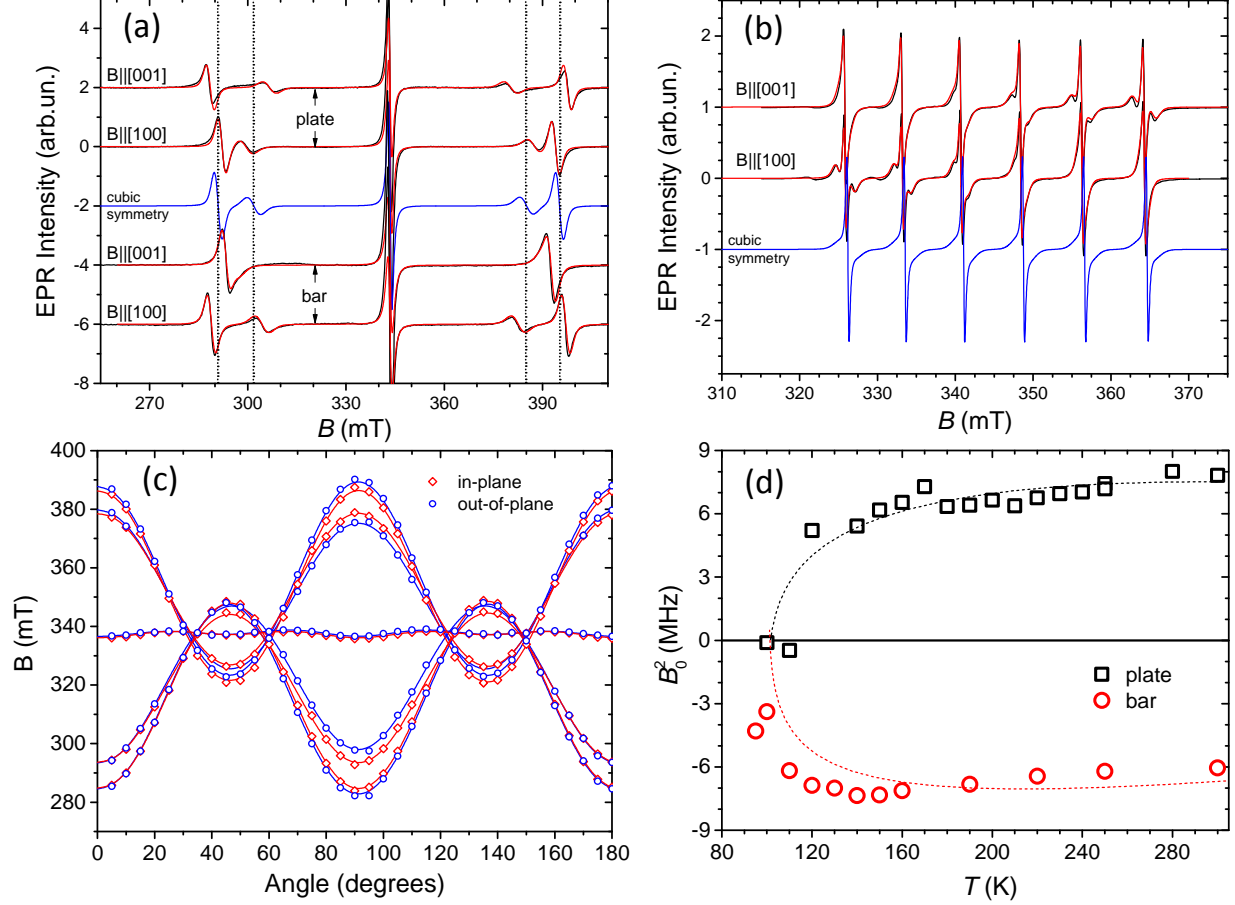 (a)
EPR Intensity (arb.un.)
4
2
0
-2
-4
-6
-8
B||[001]
plate
B||[100]
cubic
symmetry
B||[001]
bar
B||[100]
270 300 330 360 390
B (mT)
(b)
EPR Intensity (arb.un.)
2
1
0
-1
-2
B||[001]
B||[100]
cubic
symmetry
310 320 330 340 350 360 370
B (mT)
(c)
B (mT)
400
380
360
340
320
300
280
260
in-plane
out-of-plane
0 20 40 60 80 100 120 140 160 180
Angle (degrees)
(d)
B₀² (MHz)
9
6
3
0
-3
-6
-9
plate
bar
80 120 160 200 240 280
T (K)